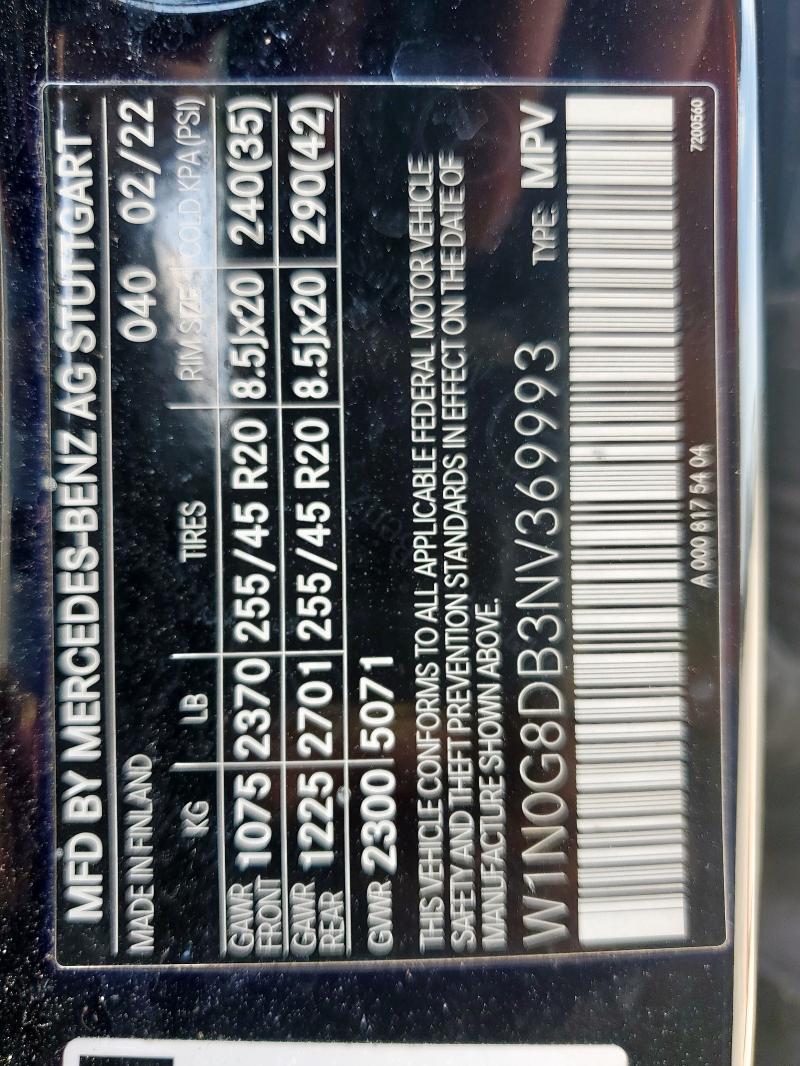 MFD BY MERCEDES-BENZ AG STUTTGART
MADE IN FINLAND 040 02/22
KG LB TIRES RIM SIZE COLD KPA (PSI)
GAWR FRONT 1075 2370 255/45 R20 8.5Jx20 240(35)
GAWR REAR 1225 2701 255/45 R20 8.5Jx20 290(42)
GVWR 2300 5071
THIS VEHICLE CONFORMS TO ALL APPLICABLE FEDERAL MOTOR VEHICLE
SAFETY AND THEFT PREVENTION STANDARDS IN EFFECT ON THE DATE OF
MANUFACTURE SHOWN ABOVE.
W1N0G8DB3NV369993 TYPE: MPV
A 000 817 54 04 7200560